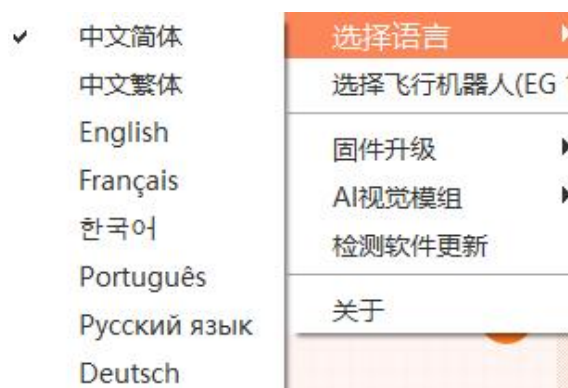 中文简体
中文繁体
English
Français
한국어
Português
Русский язык
Deutsch
选择语言
选择飞行机器人(EG
固件升级
AI视觉模组
检测软件更新
关于